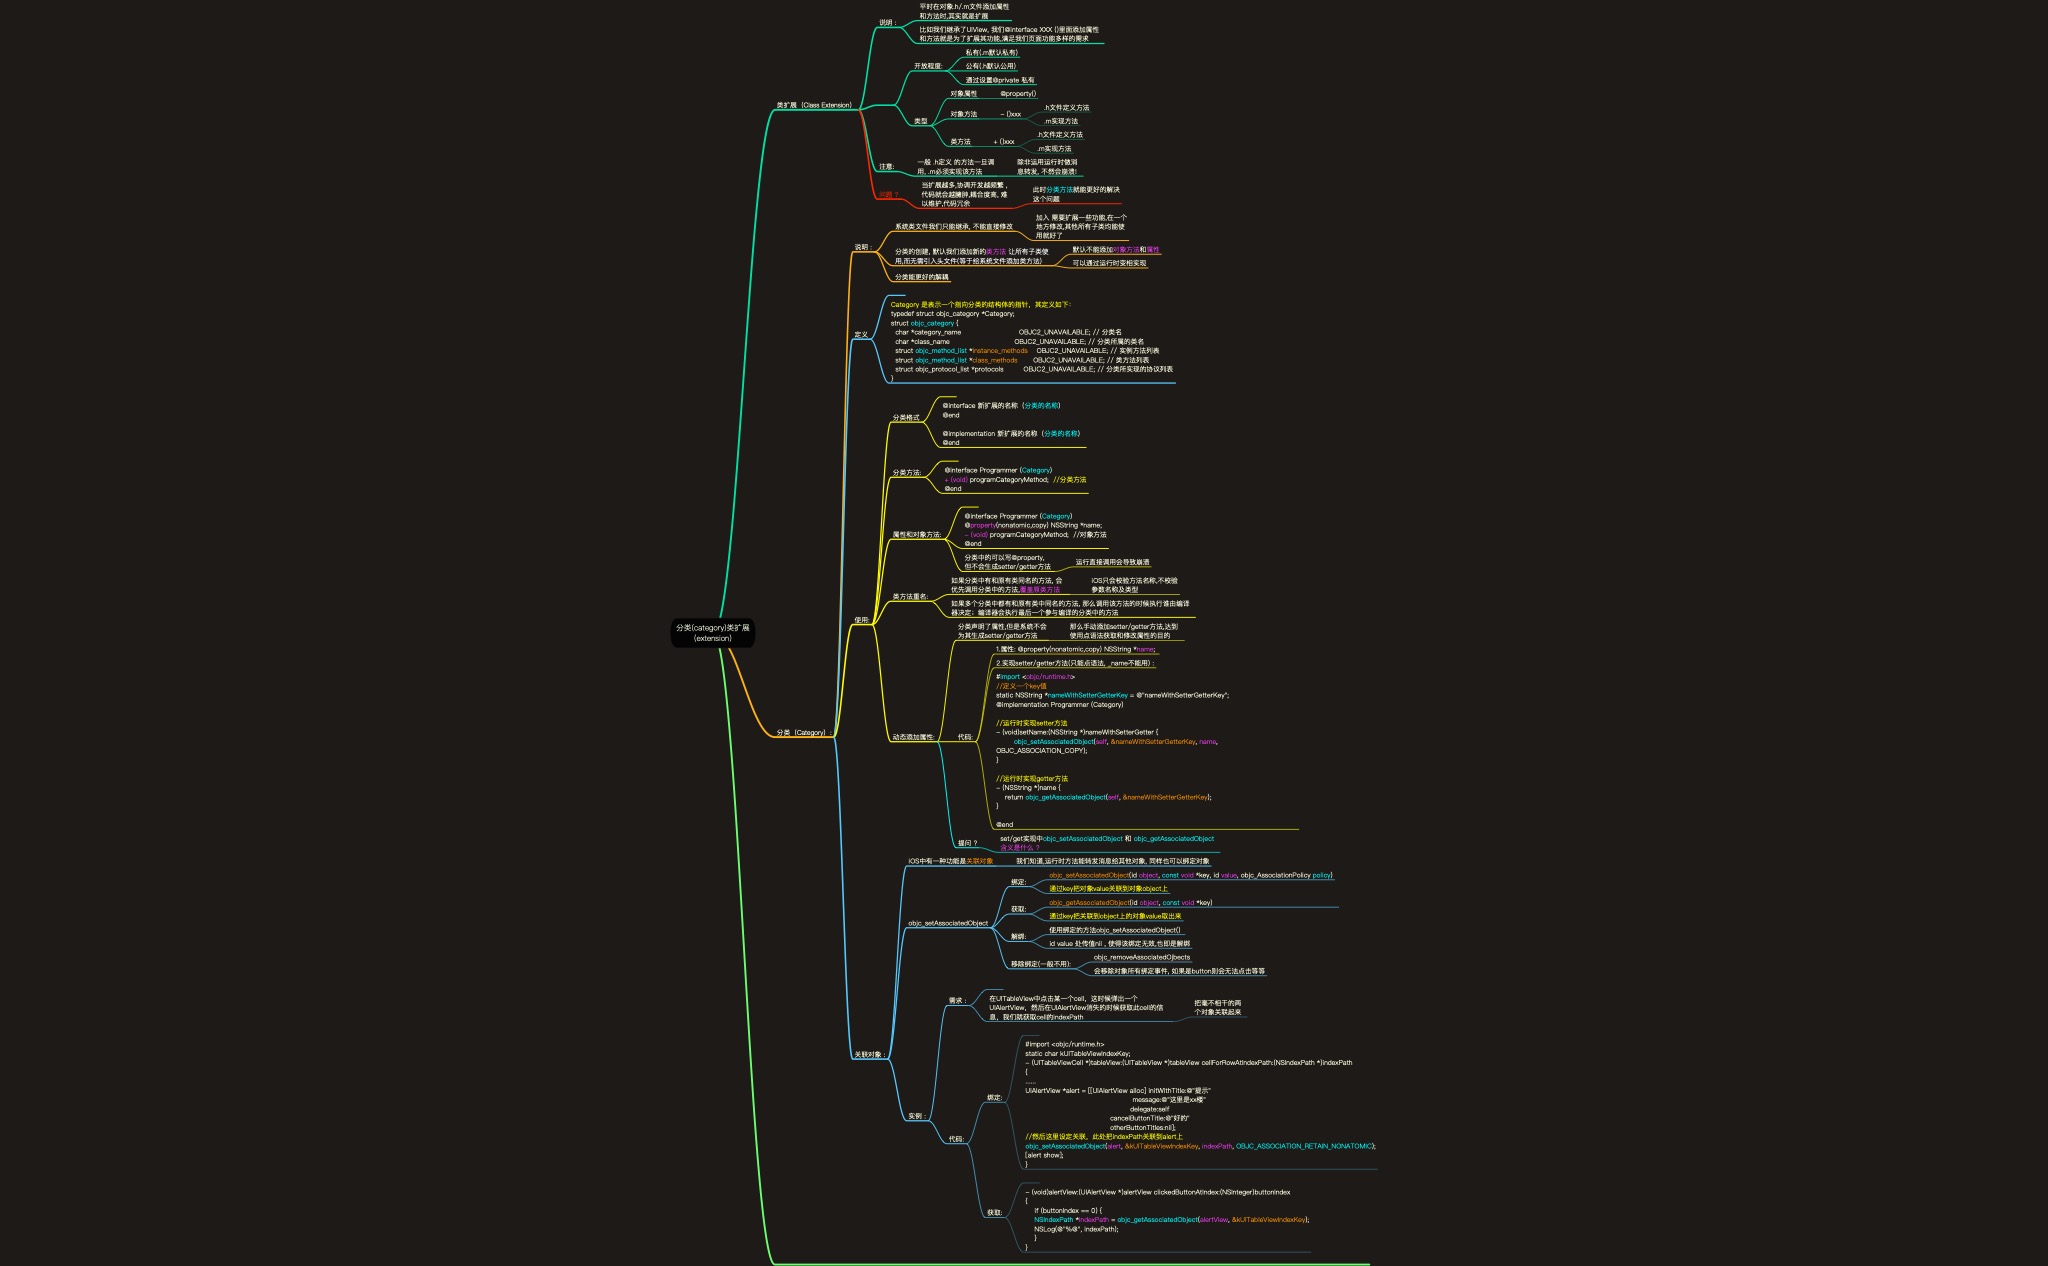 分类(category)类扩展
(extension)
类扩展（Class Extension）
说明：
平时在对象.h/.m文件添加属性
和方法时,其实就是扩展
比如我们继承了UIView, 我们@interface XXX ()里面添加属性
和方法就是为了扩展其功能,满足我们页面功能多样的需求
开放程度:
私有(.m默认私有)
公有(.h默认公用)
通过设置@private 私有
类型
对象属性
@property()
对象方法
- ()xxx
.h文件定义方法
.m实现方法
类方法
+ ()xxx
.h文件定义方法
.m实现方法
注意:
一般 .h定义 的方法一旦调
用, .m必须实现该方法
除非运用运行时做消
息转发, 不然会崩溃!
问题？
当扩展越多,协调开发越频繁，
代码就会越臃肿,耦合度高, 难
以维护,代码冗余
此时分类方法就能更好的解决
这个问题
分类（Category）:
说明：
系统类文件我们只能继承, 不能直接修改
加入 需要扩展一些功能,在一个
地方修改,其他所有子类均能使
用就好了
分类的创建, 默认我们添加新的类方法 让所有子类使
用,而无需引入头文件(等于给系统文件添加类方法)
默认不能添加对象方法和属性
可以通过运行时变相实现
分类能更好的解耦
定义
Category 是表示一个指向分类的结构体的指针，其定义如下：
typedef struct objc_category *Category;
struct objc_category {
char *category_name OBJC2_UNAVAILABLE; // 分类名
char *class_name OBJC2_UNAVAILABLE; // 分类所属的类名
struct objc_method_list *instance_methods OBJC2_UNAVAILABLE; // 实例方法列表
struct objc_method_list *class_methods OBJC2_UNAVAILABLE; // 类方法列表
struct objc_protocol_list *protocols OBJC2_UNAVAILABLE; // 分类所实现的协议列表
}
使用:
分类格式
@interface 新扩展的名称（分类的名称）
@end
@implementation 新扩展的名称（分类的名称）
@end
分类方法:
@interface Programmer (Category)
+ (void) programCategoryMethod; //分类方法
@end
属性和对象方法:
@interface Programmer (Category)
@property(nonatomic,copy) NSString *name;
- (void) programCategoryMethod; //对象方法
@end
分类中的可以写@property,
但不会生成setter/getter方法
运行直接调用会导致崩溃
类方法重名:
如果分类中有和原有类同名的方法, 会
优先调用分类中的方法,覆盖原类方法
iOS只会校验方法名称,不校验
参数名称及类型
如果多个分类中都有和原有类中同名的方法, 那么调用该方法的时候执行谁由编译
器决定；编译器会执行最后一个参与编译的分类中的方法
动态添加属性:
分类声明了属性,但是系统不会
为其生成setter/getter方法
那么手动添加setter/getter方法,达到
使用点语法获取和修改属性的目的
代码:
1.属性: @property(nonatomic,copy) NSString *name;
2.实现setter/getter方法(只能点语法, _name不能用)：
#import <objc/runtime.h>
//定义一个key值
static NSString *nameWithSetterGetterKey = @"nameWithSetterGetterKey";
@implementation Programmer (Category)
//运行时实现setter方法
- (void)setName:(NSString *)nameWithSetterGetter {
objc_setAssociatedObject(self, &nameWithSetterGetterKey, name,
OBJC_ASSOCIATION_COPY);
}
//运行时实现getter方法
- (NSString *)name {
return objc_getAssociatedObject(self, &nameWithSetterGetterKey);
}
@end
提问？
set/get实现中objc_setAssociatedObject 和 objc_getAssociatedObject
含义是什么？
关联对象：
iOS中有一种功能是关联对象
我们知道,运行时方法能转发消息给其他对象, 同样也可以绑定对象
objc_setAssociatedObject
绑定:
objc_setAssociatedObject(id object, const void *key, id value, objc_AssociationPolicy policy)
通过key把对象value关联到对象object上
获取:
objc_getAssociatedObject(id object, const void *key)
通过key把关联到object上的对象value取出来
解绑:
使用绑定的方法objc_setAssociatedObject()
id value 处传值nil , 使得该绑定无效,也即是解绑
移除绑定(一般不用):
objc_removeAssociatedOjbects
会移除对象所有绑定事件, 如果是button则会无法点击等等
实例：
需求：
在UITableView中点击某一个cell，这时候弹出一个
UIAlertView，然后在UIAlertView消失的时候获取此cell的信
息，我们就获取cell的indexPath
把毫不相干的两
个对象关联起来
代码:
绑定:
#import <objc/runtime.h>
static char kUITableViewIndexKey;
- (UITableViewCell *)tableView:(UITableView *)tableView cellForRowAtIndexPath:(NSIndexPath *)indexPath
{
......
UIAlertView *alert = [[UIAlertView alloc] initWithTitle:@"提示"
message:@"这里是xx楼"
delegate:self
cancelButtonTitle:@"好的"
otherButtonTitles:nil];
//然后这里设定关联，此处把indexPath关联到alert上
objc_setAssociatedObject(alert, &kUITableViewIndexKey, indexPath, OBJC_ASSOCIATION_RETAIN_NONATOMIC);
[alert show];
}
获取:
- (void)alertView:(UIAlertView *)alertView clickedButtonAtIndex:(NSInteger)buttonIndex
{
if (buttonIndex == 0) {
NSIndexPath *indexPath = objc_getAssociatedObject(alertView, &kUITableViewIndexKey);
NSLog(@"%@", indexPath);
}
}